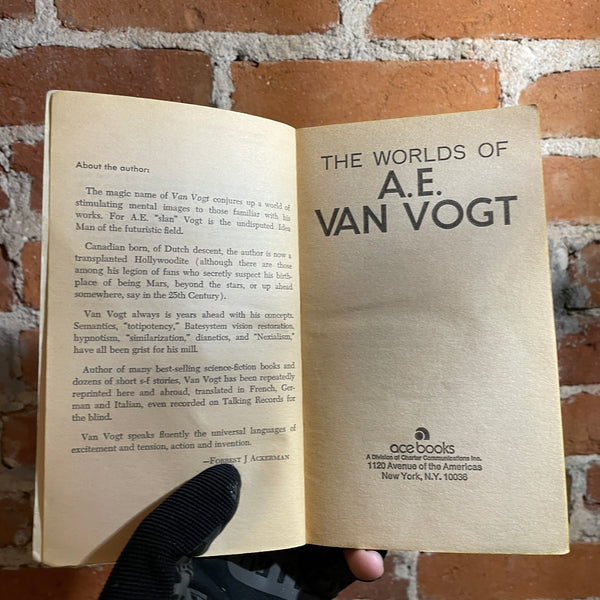 About the author:
The magic name of Van Vogt conjures up a world of
stimulating mental images to those familiar with his
works. For A.E. "slan" Vogt is the undisputed Idea
Man of the futuristic field.
Canadian born, of Dutch descent, the author is now a
transplanted Hollywoodite (although there are those
among his legion of fans who secretly suspect his birth-
place of being Mars, beyond the stars, or up ahead
somewhere, say in the 25th Century).
Van Vogt always is years ahead with his concepts.
Semantics, "totipotency," Batesystem vision restoration,
hypnotism, "similarization," dianetics, and "Nexialism,"
have all been grist for his mill.
Author of many best-selling science-fiction books and
dozens of short s-f stories, Van Vogt has been repeatedly
reprinted here and abroad, translated in French, Ger-
man and Italian, even recorded on Talking Records for
the blind.
Van Vogt speaks fluently the universal languages of
excitement and tension, action and invention.
—Forrest J Ackerman
THE WORLDS OF
A.E.
VAN VOGT
ace books
A Division of Charter Communications Inc.
1120 Avenue of the Americas
New York, N.Y. 10036